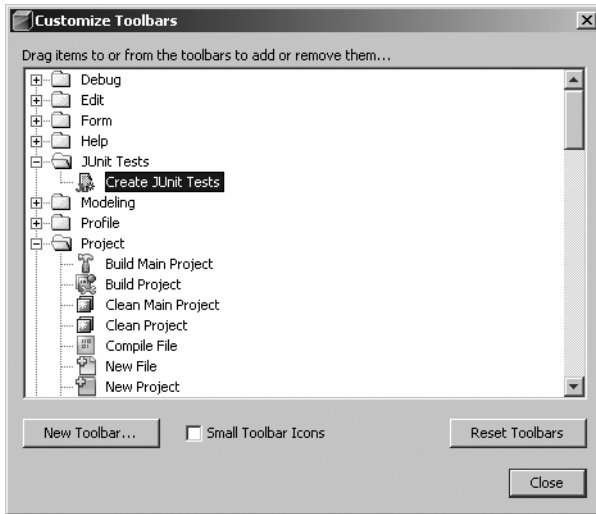 Customize Toolbars
Drag items to or from the toolbars to add or remove them...
Debug
Edit
Form
Help
JUnit Tests
Create JUnit Tests
Modeling
Profile
Project
Build Main Project
Build Project
Clean Main Project
Clean Project
Compile File
New File
New Project
New Toolbar... Small Toolbar Icons Reset Toolbars
Close